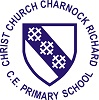 CHRIST CHURCH CHARNOCK RICHARD
C.E. PRIMARY SCHOOL